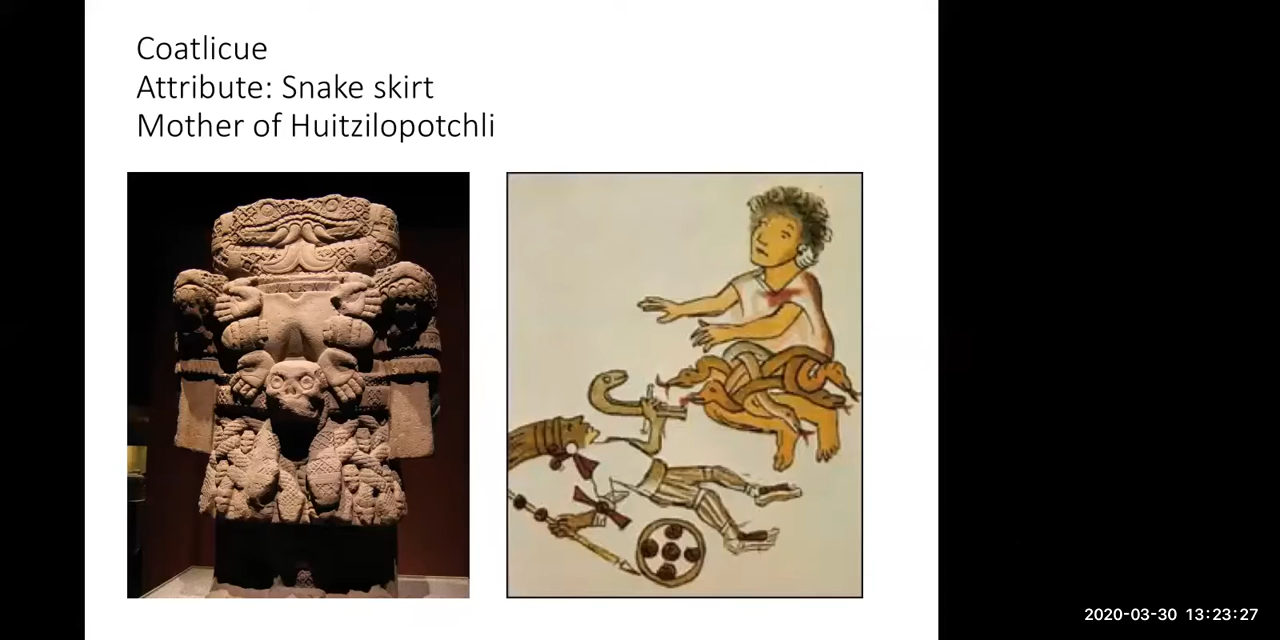 Coatlicue
Attribute: Snake skirt
Mother of Huitzilopotchli
2020-03-30 13:23:27